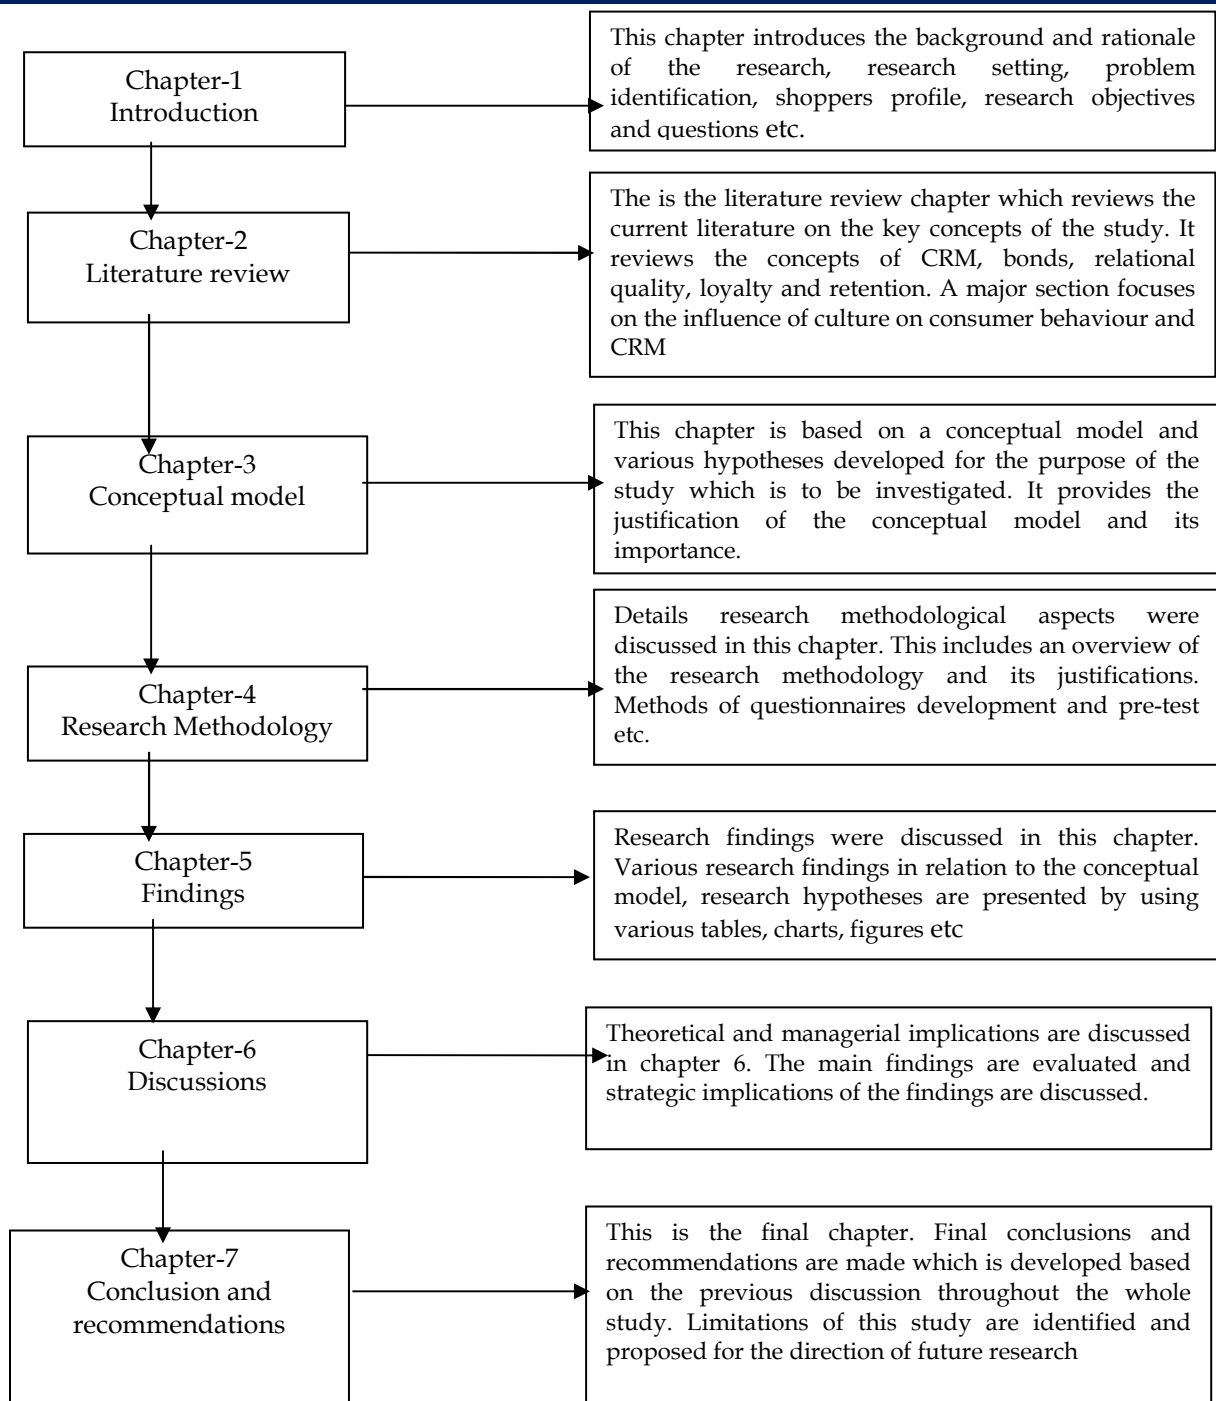 Chapter-1
Introduction
This chapter introduces the background and rationale
of the research, research setting, problem
identification, shoppers profile, research objectives
and questions etc.
Chapter-2
Literature review
The is the literature review chapter which reviews the
current literature on the key concepts of the study. It
reviews the concepts of CRM, bonds, relational
quality, loyalty and retention. A major section focuses
on the influence of culture on consumer behaviour and
CRM
Chapter-3
Conceptual model
This chapter is based on a conceptual model and
various hypotheses developed for the purpose of the
study which is to be investigated. It provides the
justification of the conceptual model and its
importance.
Chapter-4
Research Methodology
Details research methodological aspects were
discussed in this chapter. This includes an overview of
the research methodology and its justifications.
Methods of questionnaires development and pre-test
etc.
Chapter-5
Findings
Research findings were discussed in this chapter.
Various research findings in relation to the conceptual
model, research hypotheses are presented by using
various tables, charts, figures etc
Chapter-6
Discussions
Theoretical and managerial implications are discussed
in chapter 6. The main findings are evaluated and
strategic implications of the findings are discussed.
Chapter-7
Conclusion and
recommendations
This is the final chapter. Final conclusions and
recommendations are made which is developed based
on the previous discussion throughout the whole
study. Limitations of this study are identified and
proposed for the direction of future research